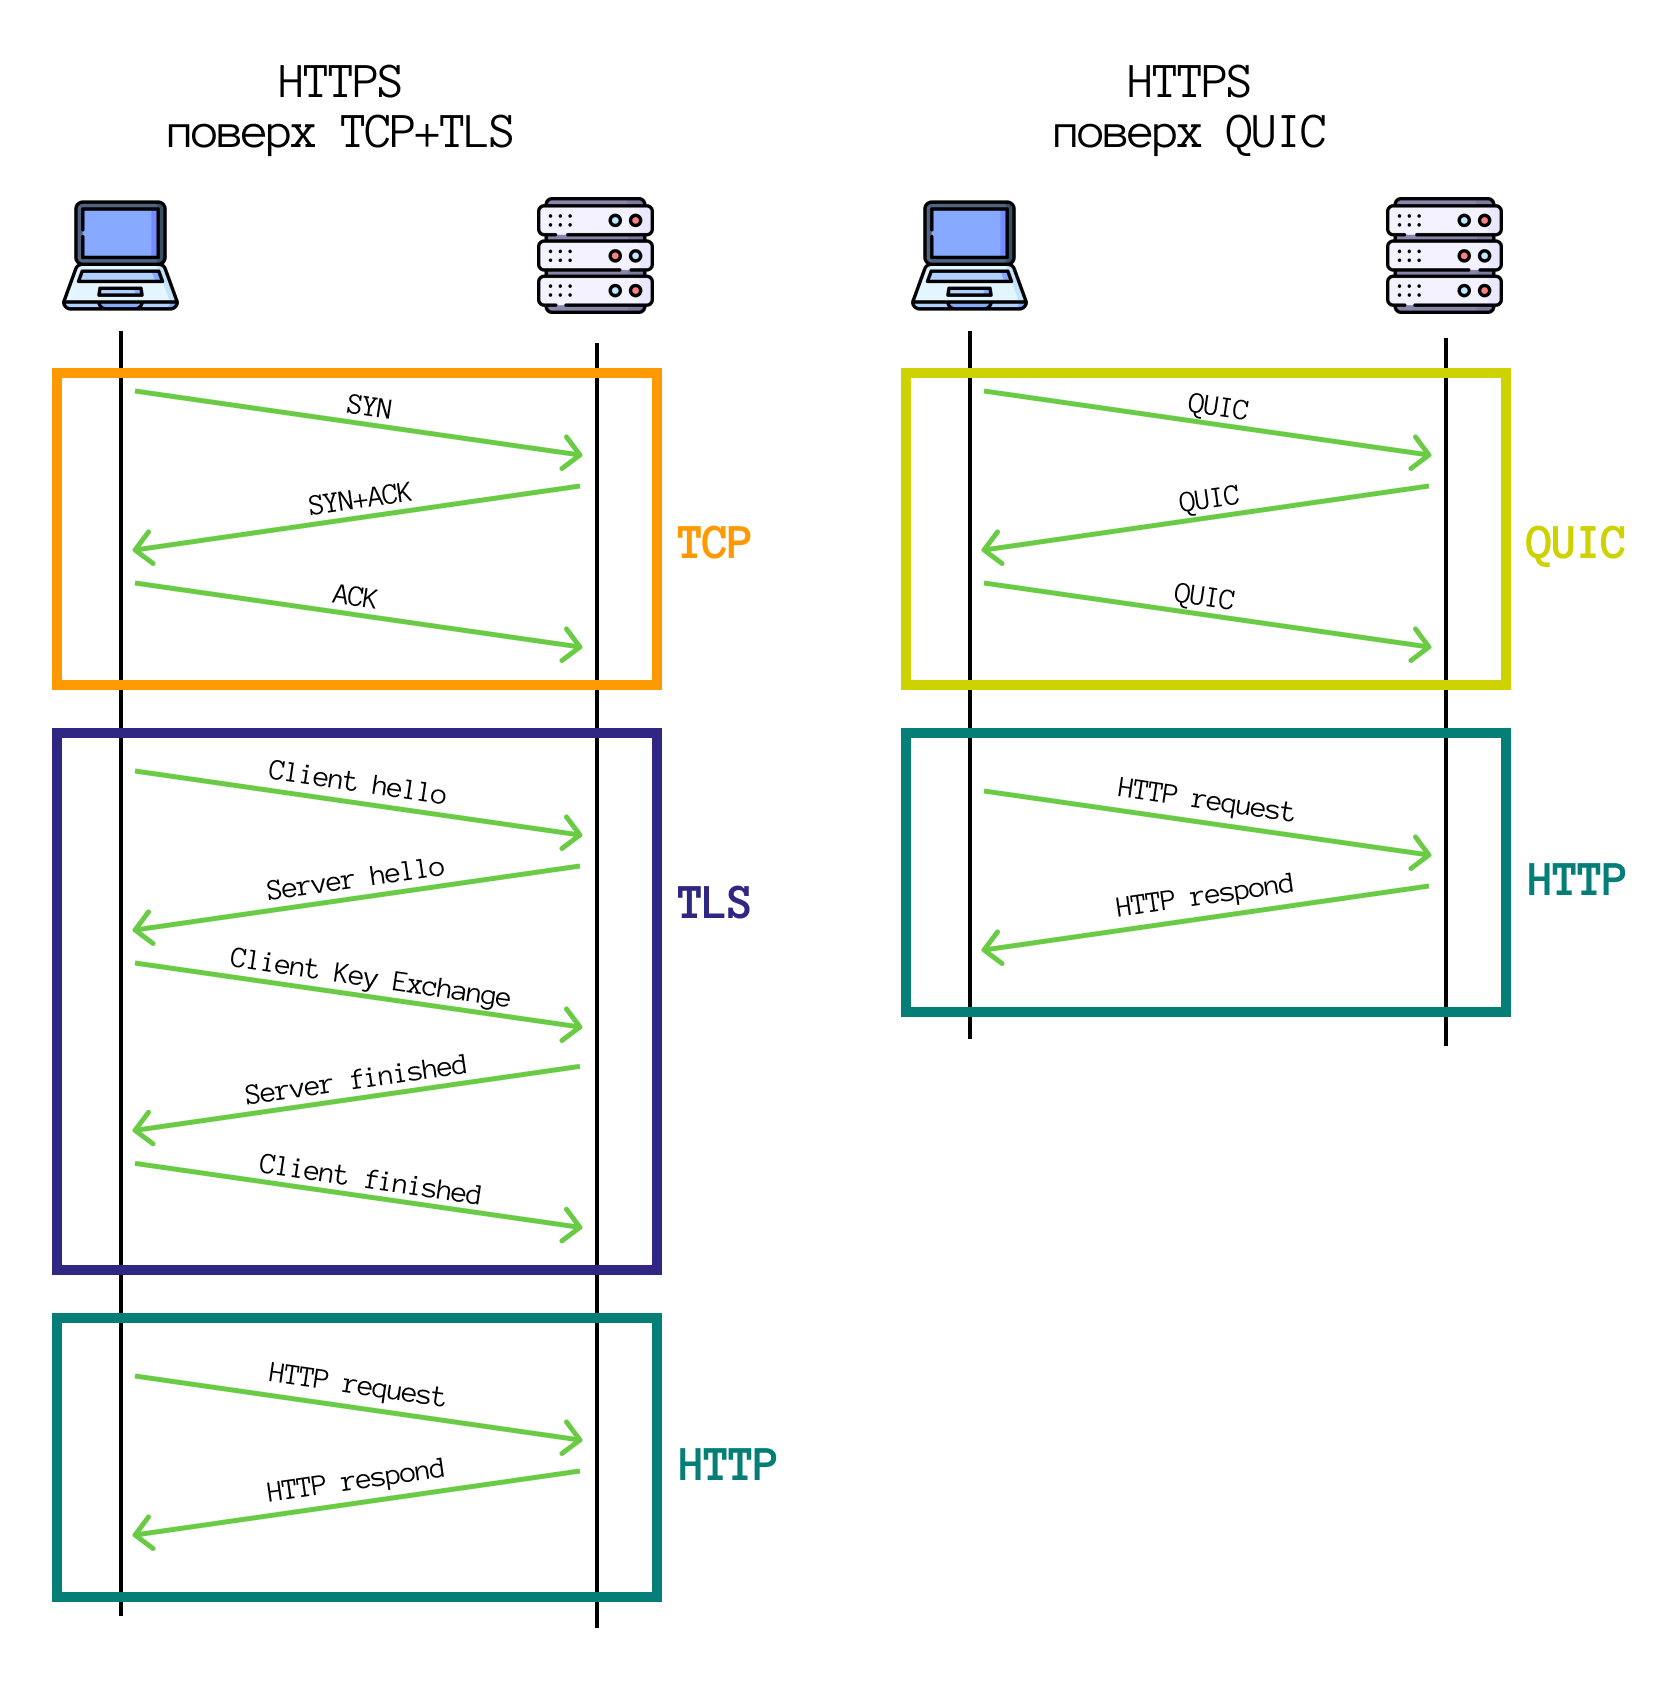 HTTPS
поверх TCP+TLS
SYN
SYN+ACK
ACK
TCP
Client hello
Server hello
Client Key Exchange
Server finished
Client finished
TLS
HTTP request
HTTP respond
HTTP
HTTPS
поверх QUIC
QUIC
QUIC
QUIC
QUIC
HTTP request
HTTP respond
HTTP